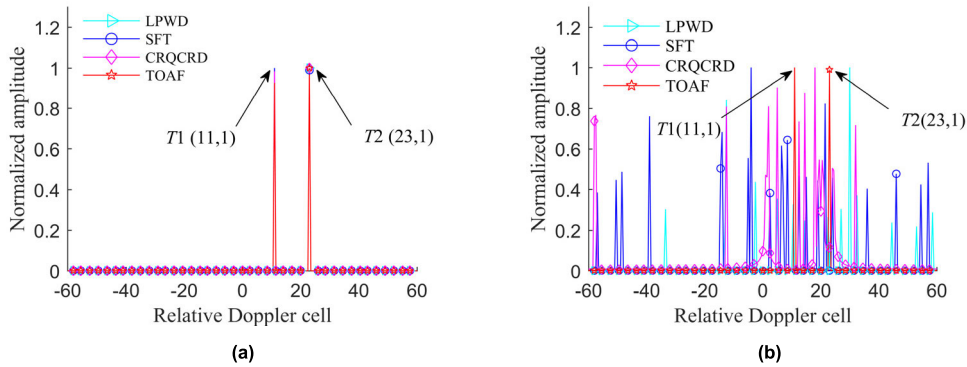 1.2
1
0.8
0.6
0.4
0.2
0
Normalized amplitude
LPWD
SFT
CRQCRD
TOAF
T1 (11,1)
T2 (23,1)
-60 -40 -20 0 20 40 60
Relative Doppler cell
(a)
1.2
1
0.8
0.6
0.4
0.2
0
Normalized amplitude
LPWD
SFT
CRQCRD
TOAF
T1(11,1)
T2(23,1)
-60 -40 -20 0 20 40 60
Relative Doppler cell
(b)